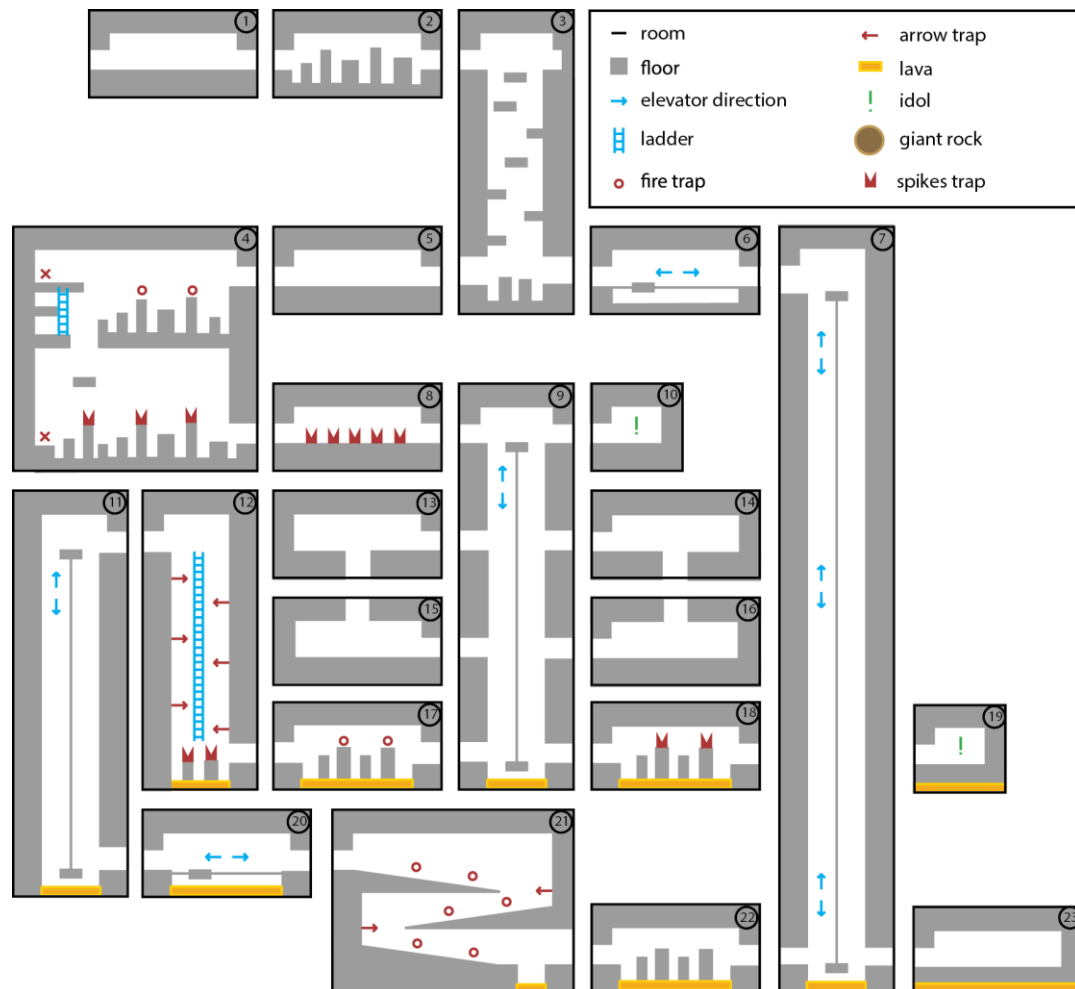 1
2
3
room
arrow trap
floor
lava
elevator direction
idol
ladder
giant rock
fire trap
spikes trap
4
5
6
7
8
9
10
11
12
13
14
15
16
17
18
19
20
21
22
23